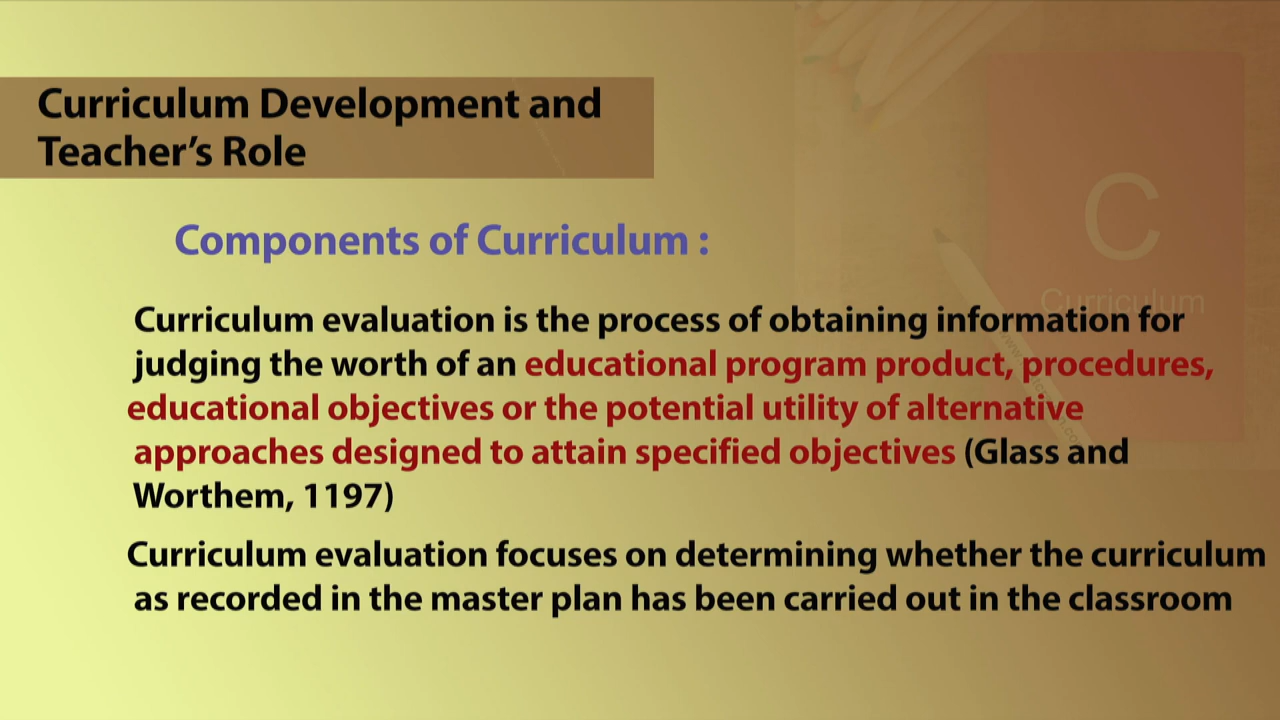 Curriculum Development and
Teacher’s Role
Components of Curriculum :
Curriculum evaluation is the process of obtaining information for
judging the worth of an educational program product, procedures,
educational objectives or the potential utility of alternative
approaches designed to attain specified objectives (Glass and
Worthem, 1197)
Curriculum evaluation focuses on determining whether the curriculum
as recorded in the master plan has been carried out in the classroom
C
Curriculum